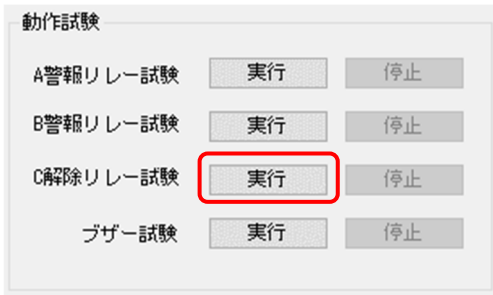 動作試験
A警報リレー試験 実行 停止
B警報リレー試験 実行 停止
C解除リレー試験 実行 停止
ブザー試験 実行 停止